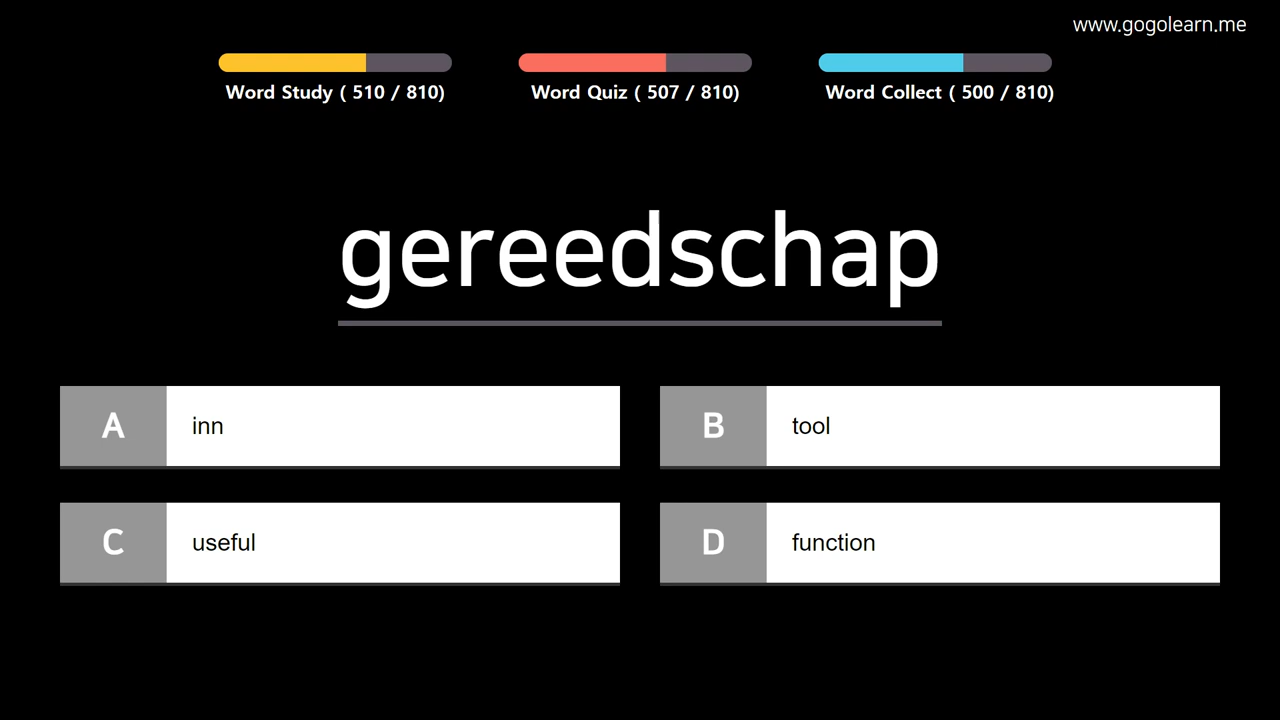 www.gogolearn.me
Word Study ( 510 / 810)
Word Quiz ( 507 / 810)
Word Collect ( 500 / 810)
gereedschap
A inn
B tool
C useful
D function